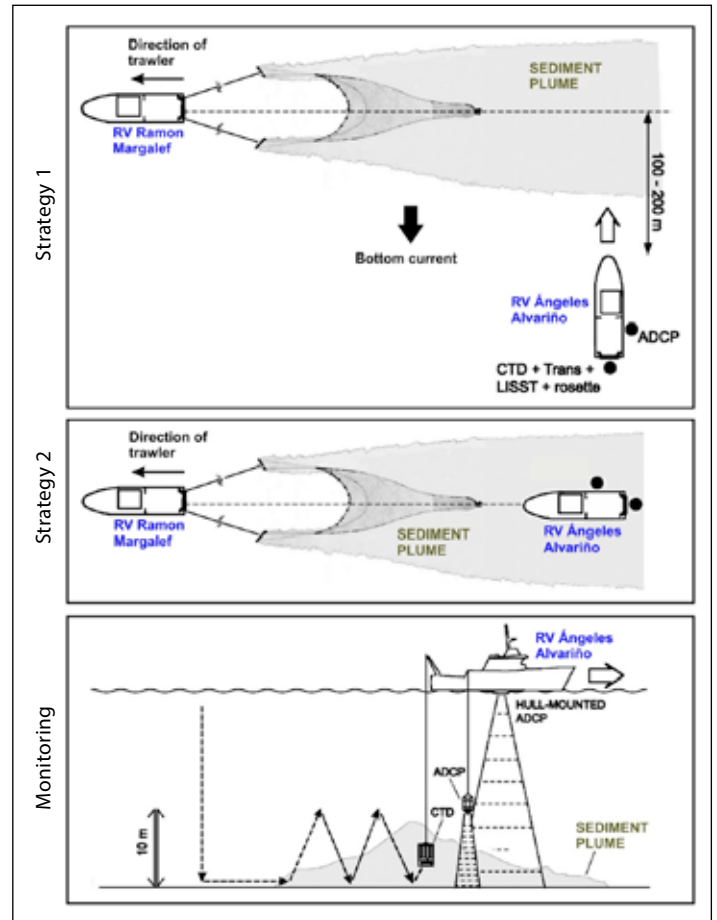 Strategy 1
Direction of
trawler
RV Ramon
Margalef
SEDIMENT
PLUME
100 - 200 m
Bottom current
RV Ángeles
Alvariño
ADCP
CTD + Trans +
LISST + rosette
Strategy 2
Direction of
trawler
RV Ramon
Margalef
SEDIMENT
PLUME
RV Ángeles
Alvariño
Monitoring
RV Ángeles
Alvariño
HULL-MOUNTED
ADCP
ADCP
CTD
10 m
SEDIMENT
PLUME